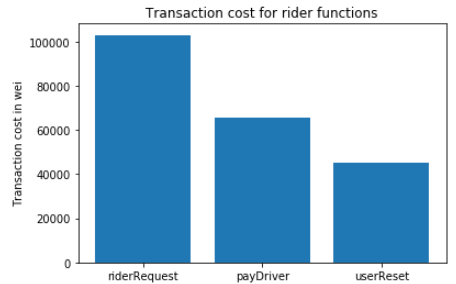 Transaction cost for rider functions
Transaction cost in wei
100000
80000
60000
40000
20000
0
riderRequest payDriver userReset